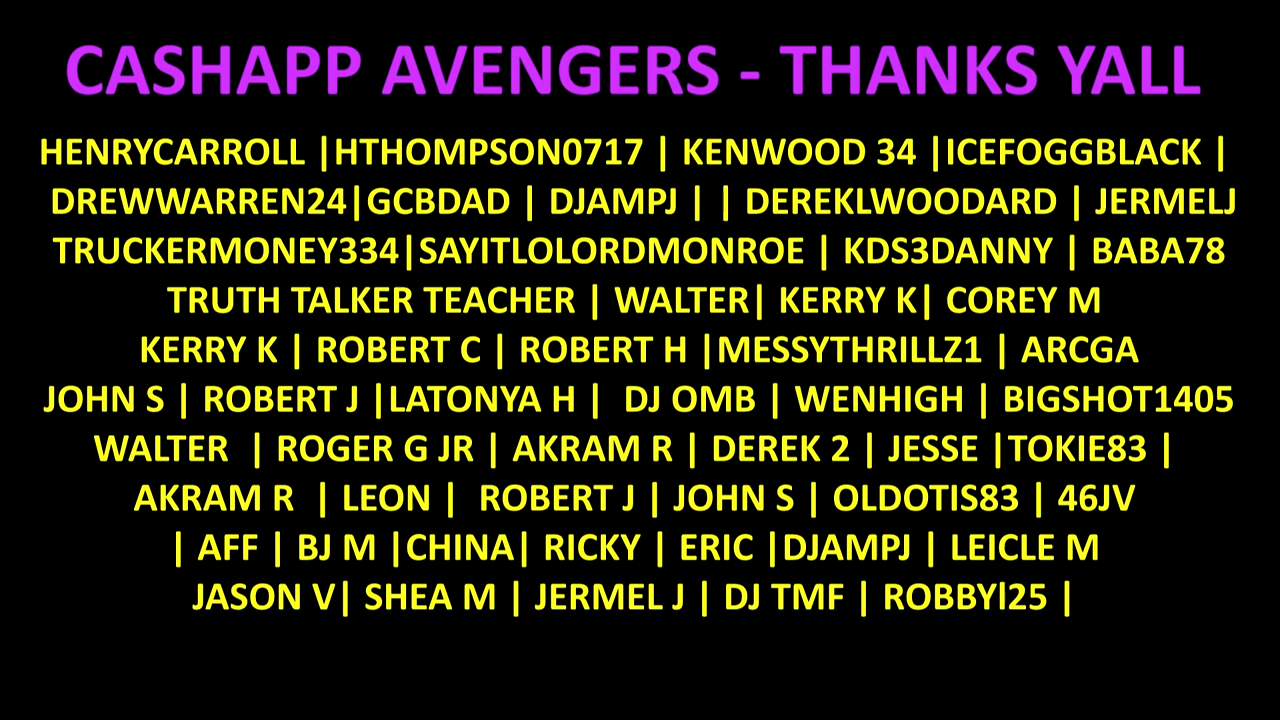 CASHAPP AVENGERS - THANKS YALL
HENRYCARROLL |HTHOMPSON0717 | KENWOOD 34 |ICEFOGGBLACK |
DREWWARREN24|GCBDAD | DJAMPJ | | DEREKLWOODARD | JERMELJ
TRUCKERMONEY334|SAYITLOLORDMONROE | KDS3DANNY | BABA78
TRUTH TALKER TEACHER | WALTER| KERRY K| COREY M
KERRY K | ROBERT C | ROBERT H |MESSYTHRILLZ1 | ARCGA
JOHN S | ROBERT J |LATONYA H | DJ OMB | WENHIGH | BIGSHOT1405
WALTER | ROGER G JR | AKRAM R | DEREK 2 | JESSE |TOKIE83 |
AKRAM R | LEON | ROBERT J | JOHN S | OLDOTIS83 | 46JV
| AFF | BJ M |CHINA| RICKY | ERIC |DJAMPJ | LEICLE M
JASON V| SHEA M | JERMEL J | DJ TMF | ROBBYl25 |